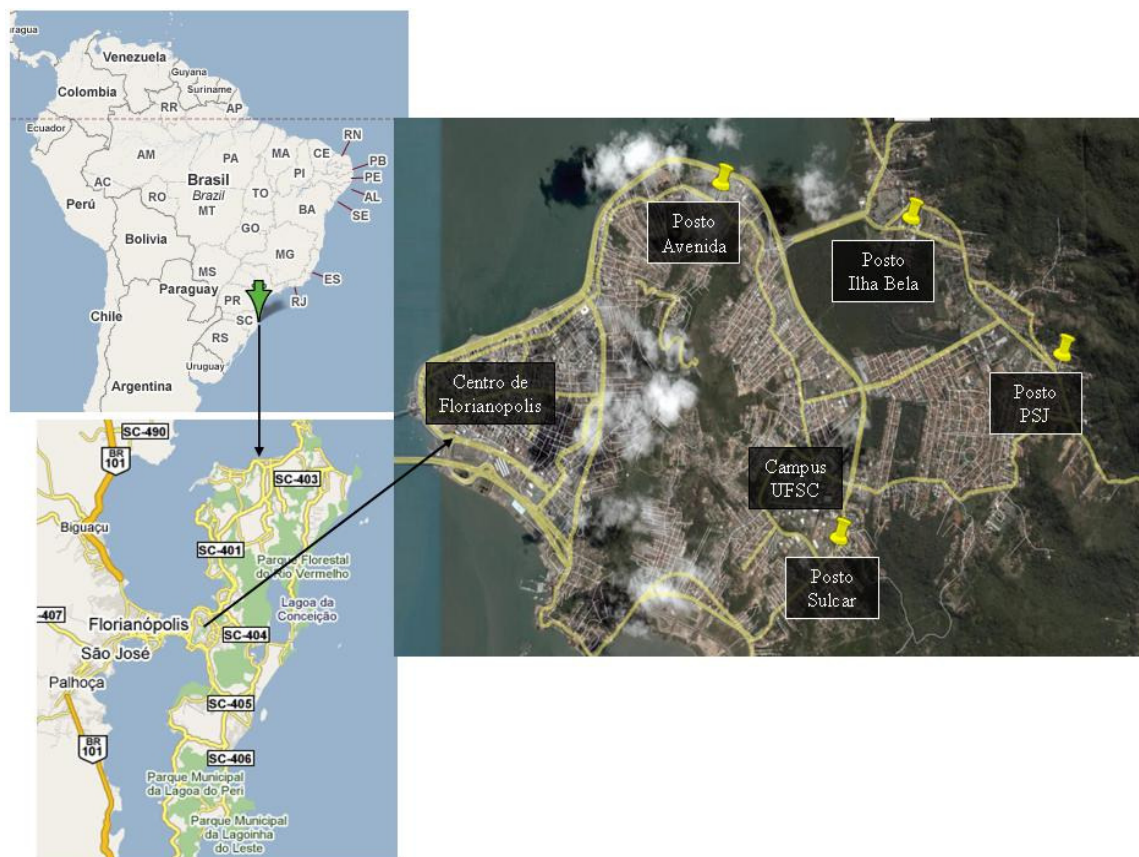 aragua
Venezuela
Guyana
Suriname
Colombia
RR
AP
Ecuador
AM
PA
MA
CE
RN
PB
PE
AL
SE
PI
AC
RO
Brasil
Brazil
TO
Perú
MT
BA
GO
Bolivia
MG
MS
ES
Paraguay
PR
RJ
Chile
SC
RS
Uruguay
Argentina
Posto
Avenida
Posto
Ilha Bela
Posto
PSJ
Centro de
Florianopolis
Campus
UFSC
Posto
Sulcar
SC-490
BR
101
SC-403
Biguaçu
SC-401
Parque Florestal
do Rio Vermelho
Lagoa da
Conceição
-407
Florianópolis
SC-404
São José
Palhoça
SC-405
BR
101
SC-406
Parque Municipal
da Lagoa do Peri
Parque Municipal
da Lagoinha
do Leste